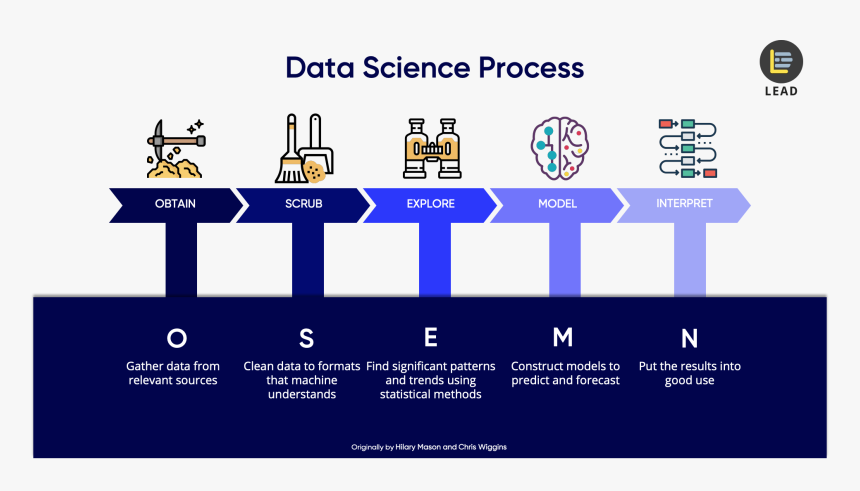 Data Science Process
LEAD
OBTAIN
SCRUB
EXPLORE
MODEL
INTERPRET
O
Gather data from
relevant sources
S
Clean data to formats
that machine
understands
E
Find significant patterns
and trends using
statistical methods
M
Construct models to
predict and forecast
N
Put the results into
good use
Originally by Hilary Mason and Chris Wiggins